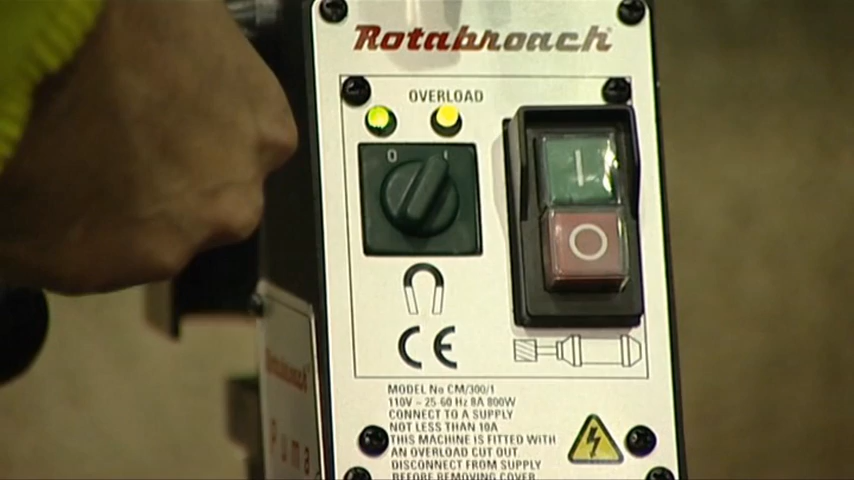 Rotabroach
OVERLOAD
0 I
I
O
CE
MODEL No CM/300/1
110V ~ 25-60 Hz 8A 800W
CONNECT TO A SUPPLY
NOT LESS THAN 10A
THIS MACHINE IS FITTED WITH
AN OVERLOAD CUT OUT.
DISCONNECT FROM SUPPLY
BEFORE REMOVING COVER
Rotabroach
Puma